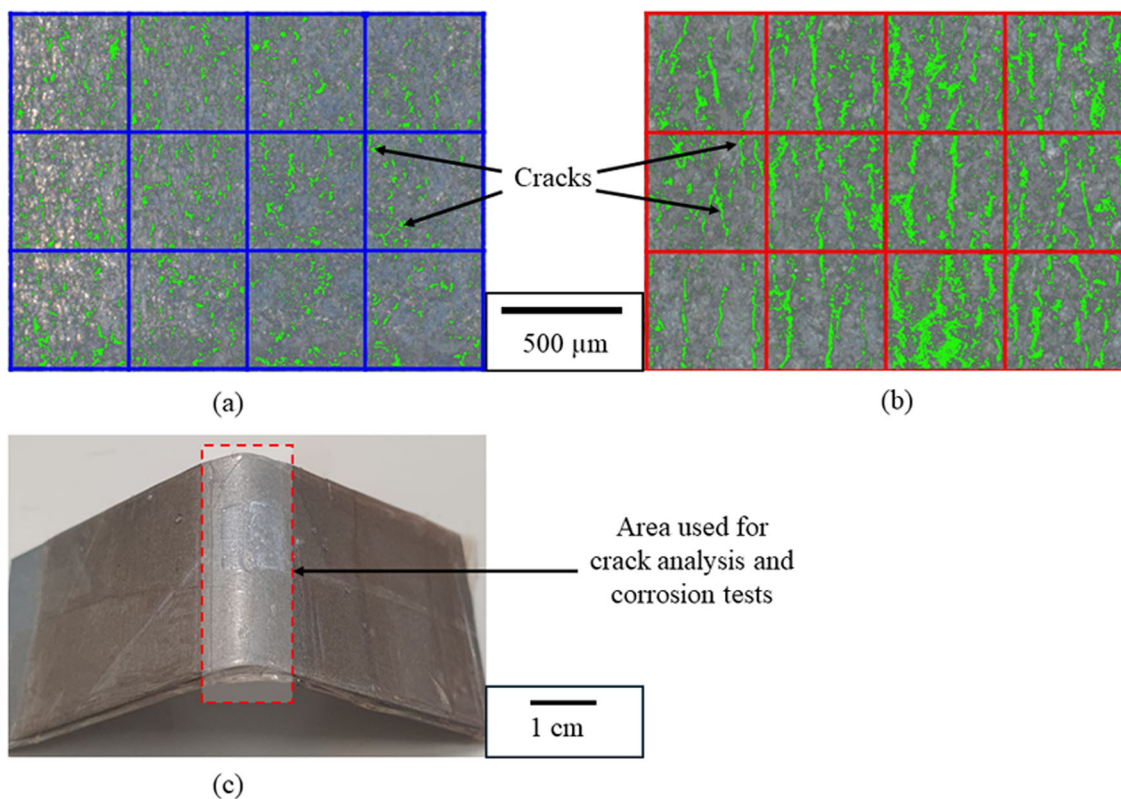 Cracks
500 µm
(a)
(b)
Area used for
crack analysis and
corrosion tests
1 cm
(c)